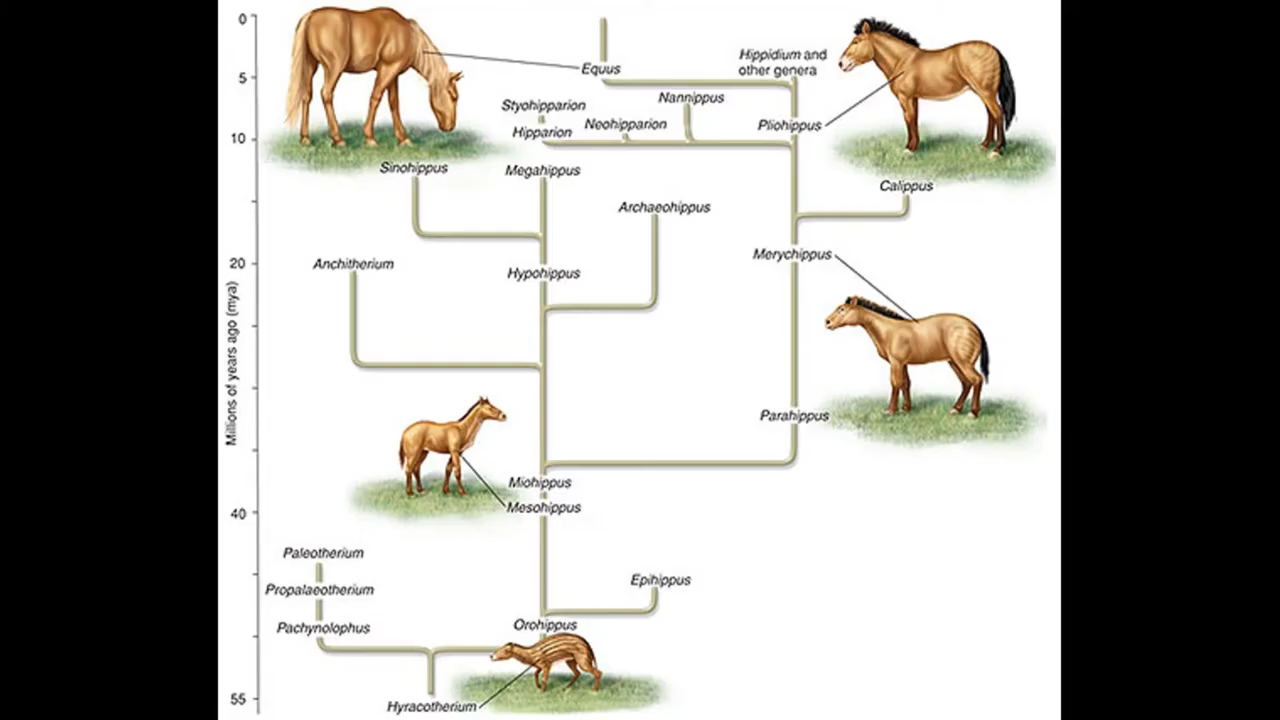 0
Hippidium and
other genera
Equus
5
Nannippus
Styohipparion
Neohipparion
Pliohippus
Hipparion
10
Sinohippus
Megahippus
Calippus
Archaeohippus
Merychippus
20
Anchitherium
Hypohippus
Millions of years ago (mya)
Parahippus
Miohippus
Mesohippus
40
Paleotherium
Epihippus
Propalaeotherium
Orohippus
Pachynolophus
55
Hyracotherium